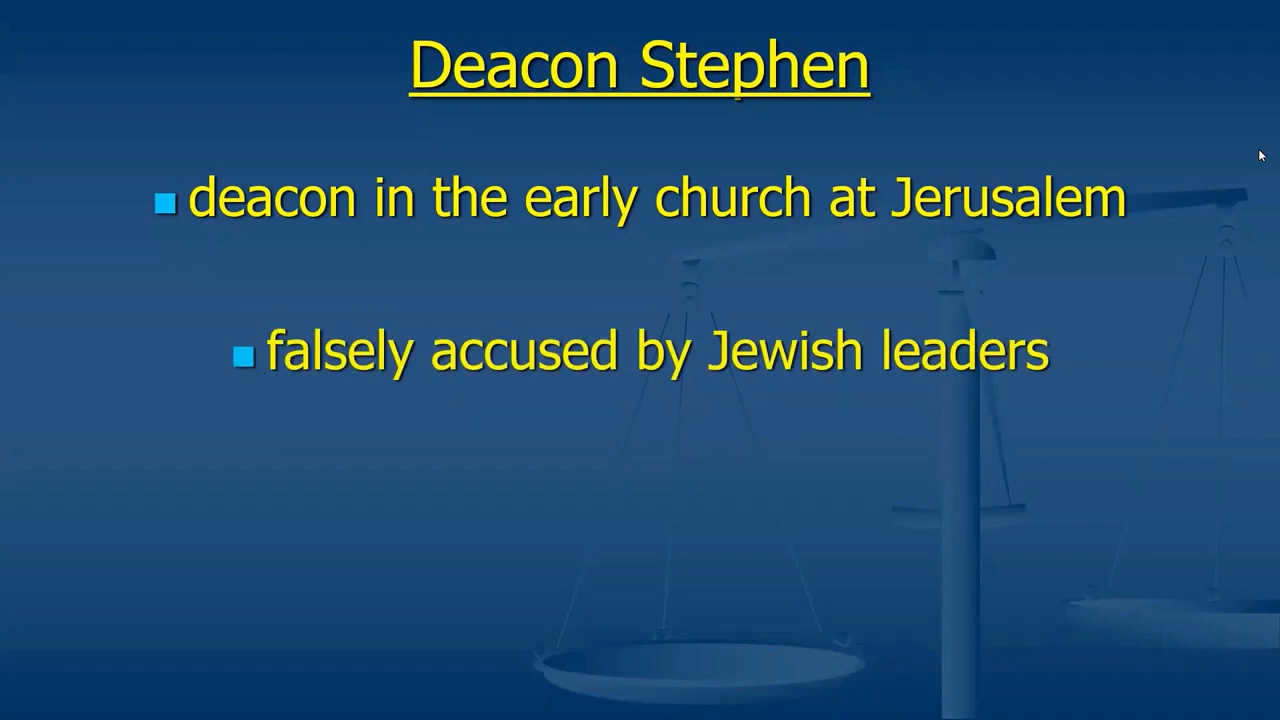 Deacon Stephen
deacon in the early church at Jerusalem
falsely accused by Jewish leaders